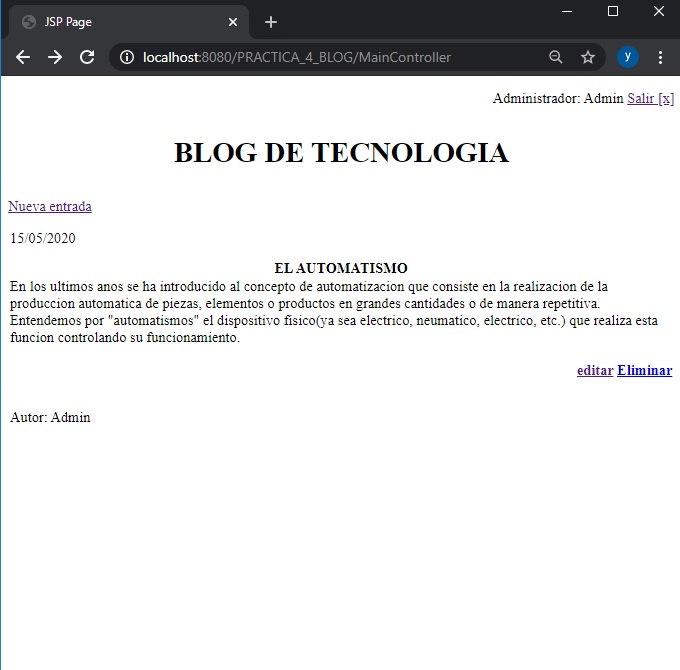 JSP Page
localhost:8080/PRACTICA_4_BLOG/MainController
y
Administrador: Admin Salir [x]
BLOG DE TECNOLOGIA
Nueva entrada
15/05/2020
EL AUTOMATISMO
En los ultimos anos se ha introducido al concepto de automatizacion que consiste en la realizacion de la
produccion automatica de piezas, elementos o productos en grandes cantidades o de manera repetitiva.
Entendemos por "automatismos" el dispositivo fisico(ya sea electrico, neumatico, electrico, etc.) que realiza esta
funcion controlando su funcionamiento.
editar Eliminar
Autor: Admin